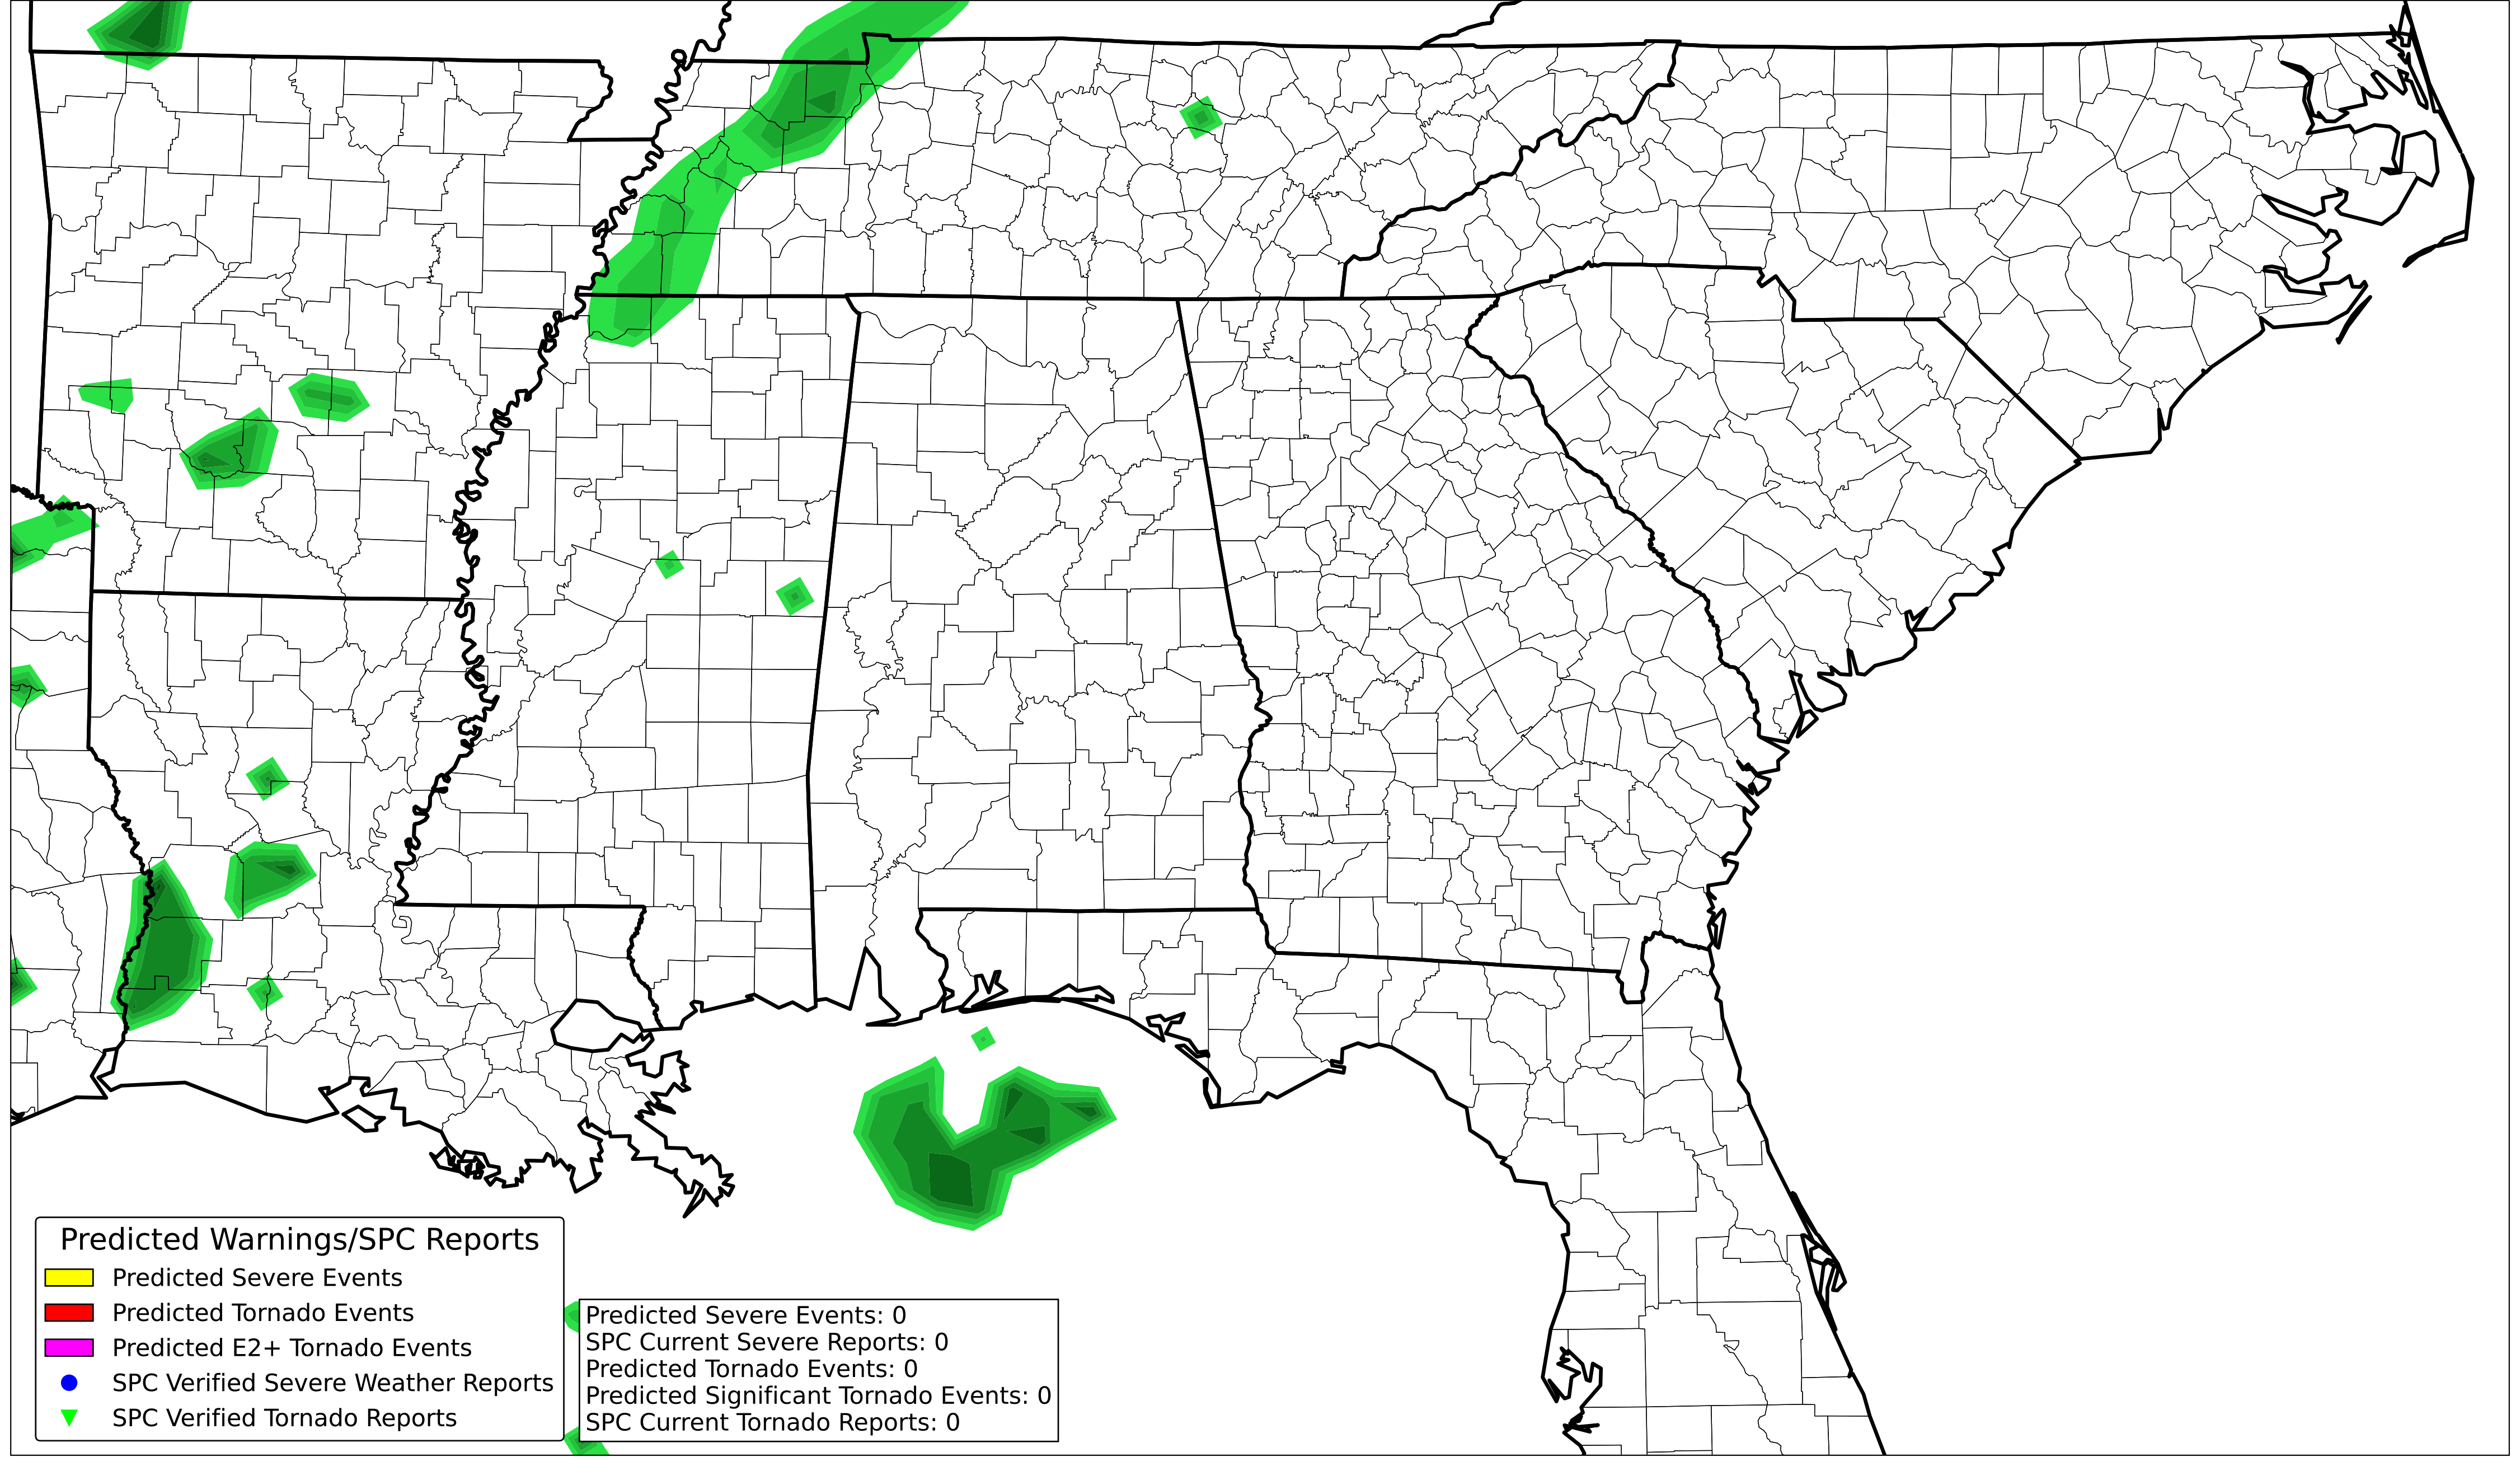 Predicted Warnings/SPC Reports
Predicted Severe Events
Predicted Tornado Events
Predicted E2+ Tornado Events
SPC Verified Severe Weather Reports
SPC Verified Tornado Reports
Predicted Severe Events: 0
SPC Current Severe Reports: 0
Predicted Tornado Events: 0
Predicted Significant Tornado Events: 0
SPC Current Tornado Reports: 0